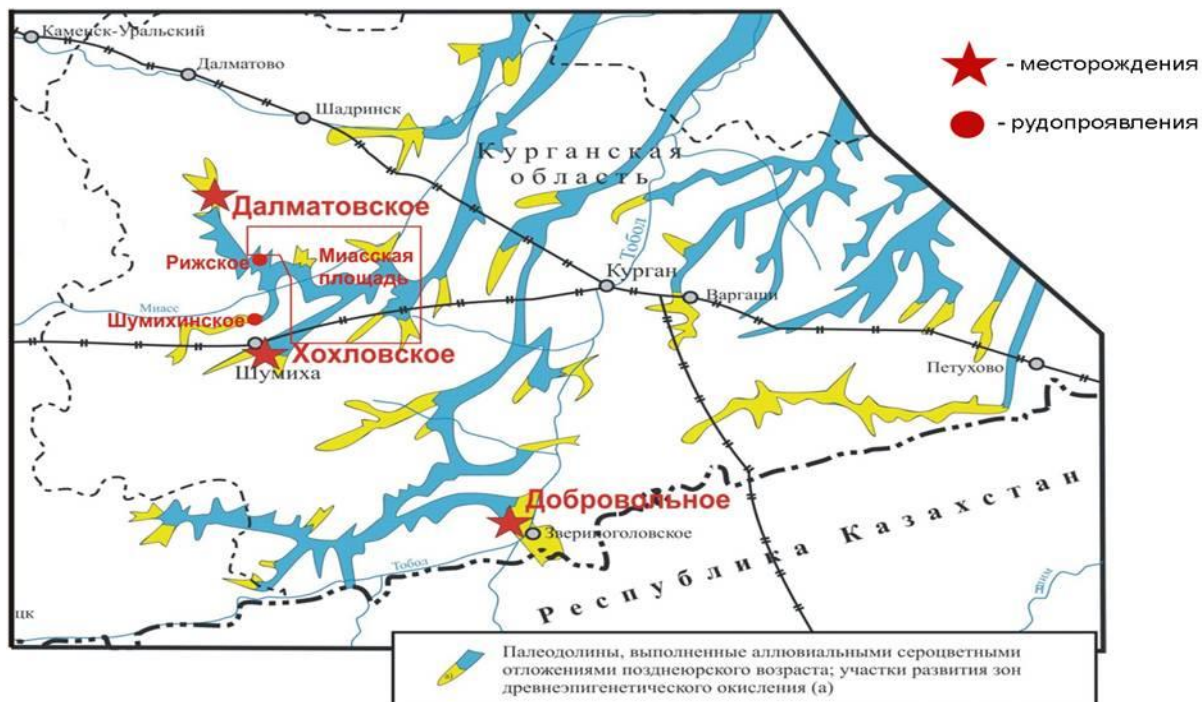 Каменск-Уральский
Далматово
Шадринск
- месторождения
- рудопроявления
Курганская
область
Далматовское
Рижское
Миасская
площадь
Тобол
Курган
Миасс
Шумихинское
Варгаши
Хохловское
Шумиха
Петухово
Добровольное
Звериноголовское
Тобол
Республика Казахстан
цк
Палеодолины, выполненные аллювиальными сероцветными
отложениями позднеюрского возраста; участки развития зон
древнеэпигенетического окисления (а)